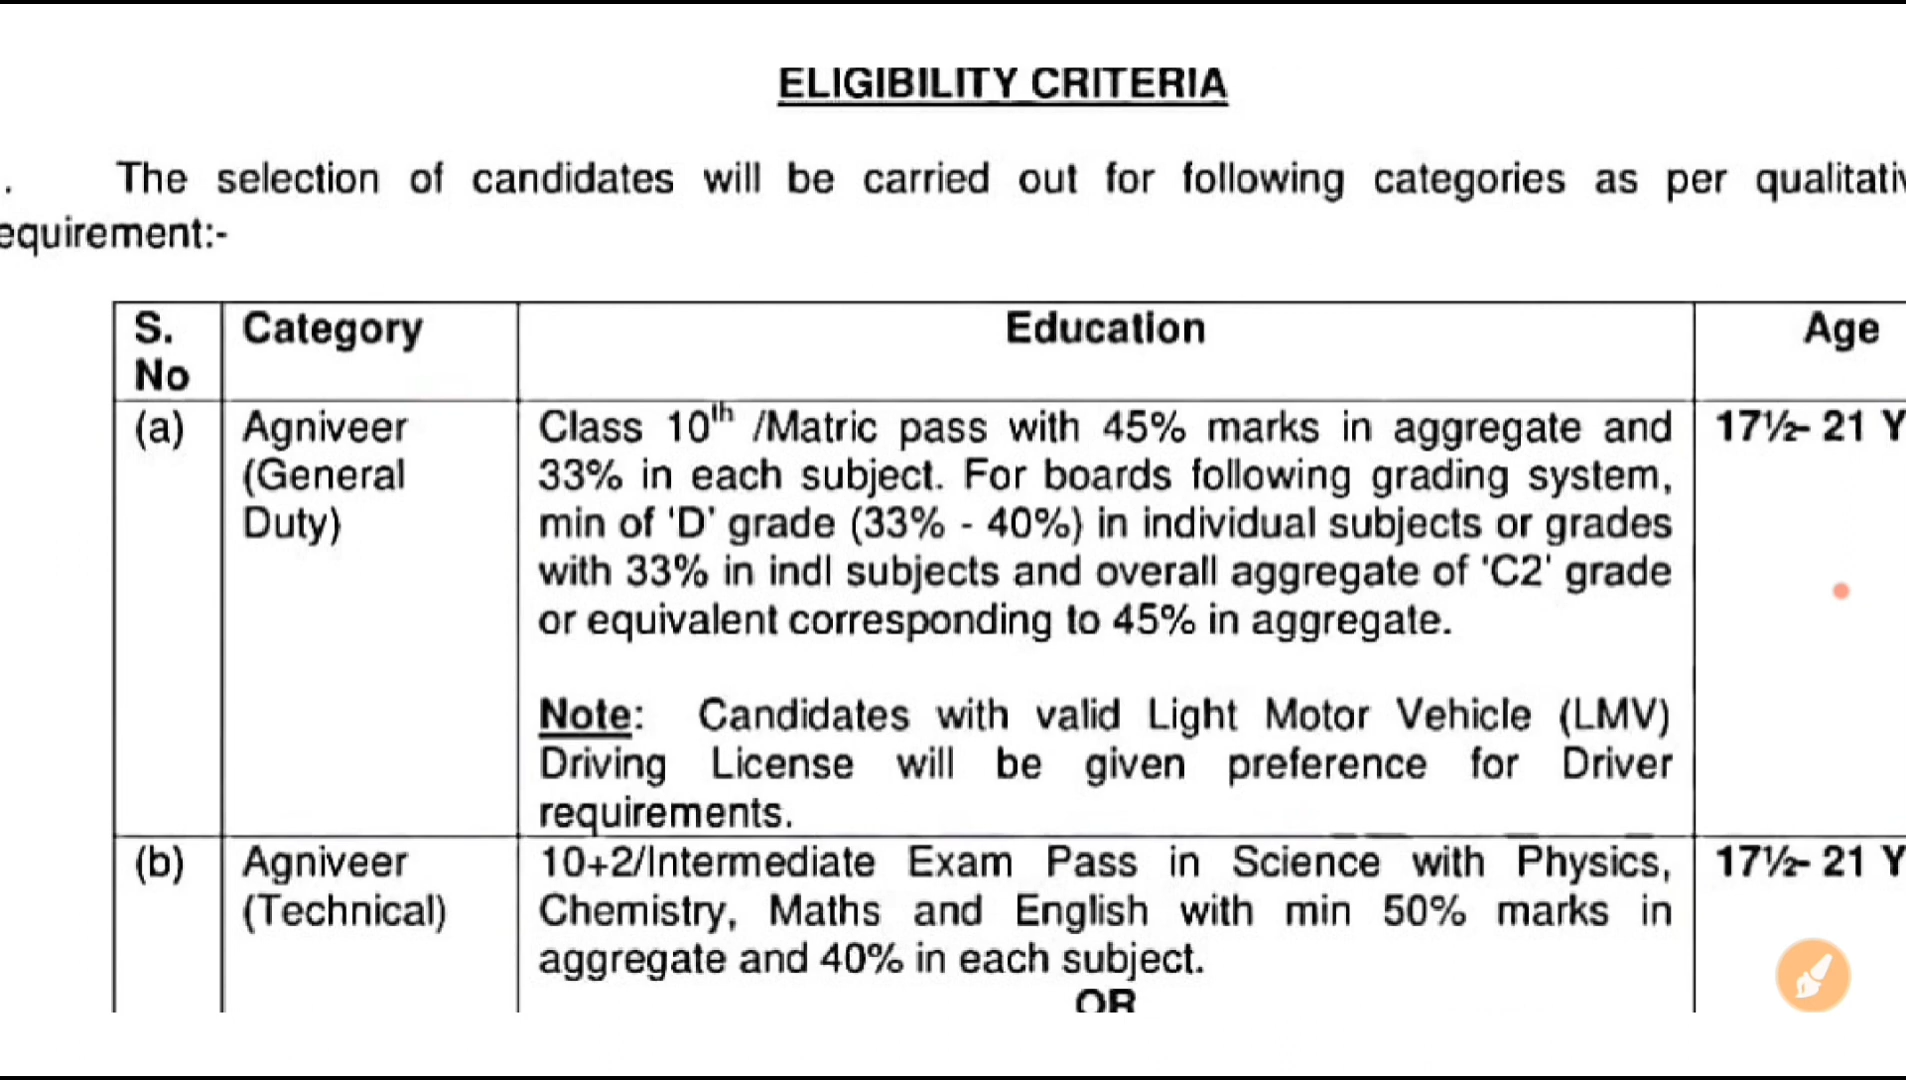 ELIGIBILITY CRITERIA
. The selection of candidates will be carried out for following categories as per qualitativ
equirement:-
S. No
Category
Education
Age
(a)
Agniveer
(General
Duty)
Class 10th /Matric pass with 45% marks in aggregate and
33% in each subject. For boards following grading system,
min of 'D' grade (33% - 40%) in individual subjects or grades
with 33% in indl subjects and overall aggregate of 'C2' grade
or equivalent corresponding to 45% in aggregate.
Note: Candidates with valid Light Motor Vehicle (LMV)
Driving License will be given preference for Driver
requirements.
17½- 21 Y
(b)
Agniveer
(Technical)
10+2/Intermediate Exam Pass in Science with Physics,
Chemistry, Maths and English with min 50% marks in
aggregate and 40% in each subject.
OR
17½- 21 Y